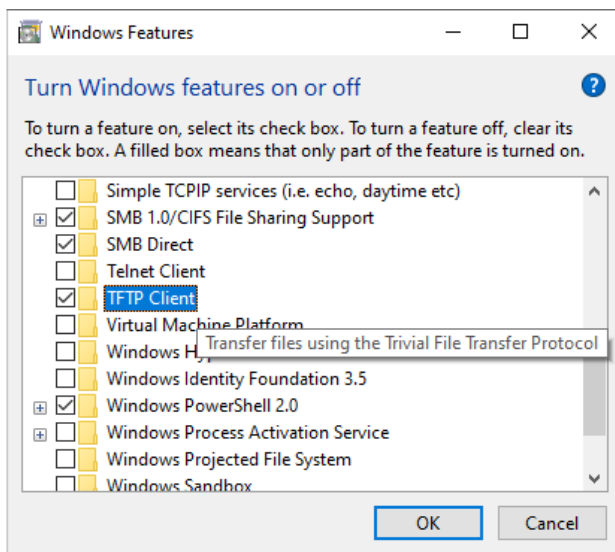 Windows Features
Turn Windows features on or off
?
To turn a feature on, select its check box. To turn a feature off, clear its
check box. A filled box means that only part of the feature is turned on.
Simple TCPIP services (i.e. echo, daytime etc)
SMB 1.0/CIFS File Sharing Support
SMB Direct
Telnet Client
TFTP Client
Virtual Machine Platform
Transfer files using the Trivial File Transfer Protocol
Windows
Windows Identity Foundation 3.5
Windows PowerShell 2.0
Windows Process Activation Service
Windows Projected File System
Windows Sandbox
OK
Cancel